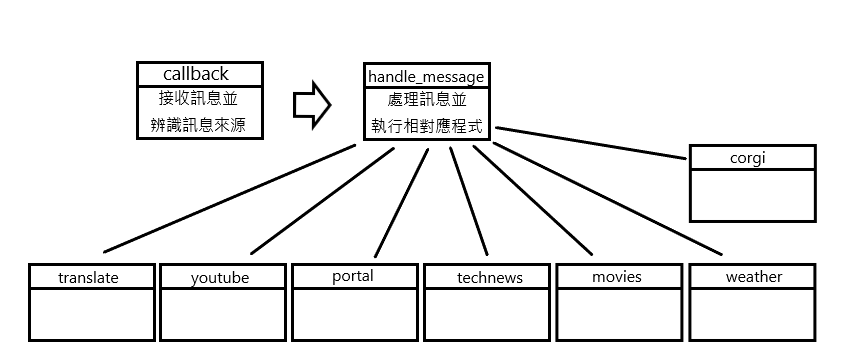 callback
接收訊息並
辨識訊息來源
handle_message
處理訊息並
執行相對應程式
corgi
translate
youtube
portal
technews
movies
weather